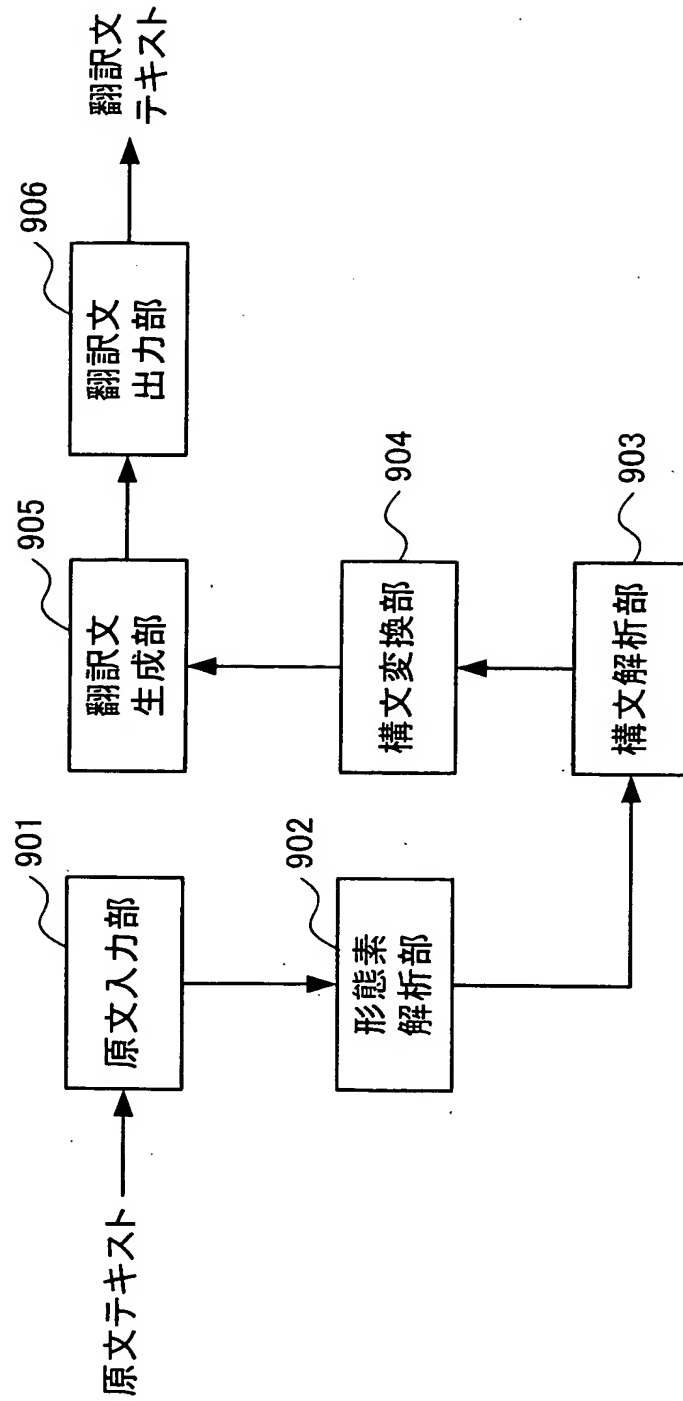 原文テキスト
901
原文入力部
902
形態素
解析部
903
構文解析部
904
構文変換部
905
翻訳文
生成部
906
翻訳文
出力部
翻訳文
テキスト